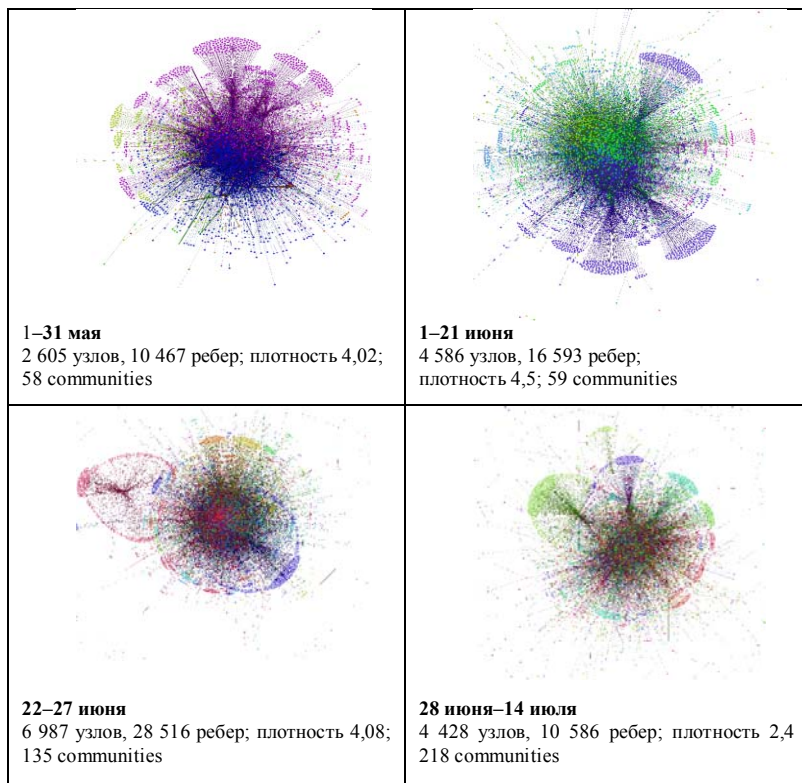 1–31 мая
2 605 узлов, 10 467 ребер; плотность 4,02;
58 communities
1–21 июня
4 586 узлов, 16 593 ребер;
плотность 4,5; 59 communities
22–27 июня
6 987 узлов, 28 516 ребер; плотность 4,08;
135 communities
28 июня–14 июля
4 428 узлов, 10 586 ребер; плотность 2,4
218 communities